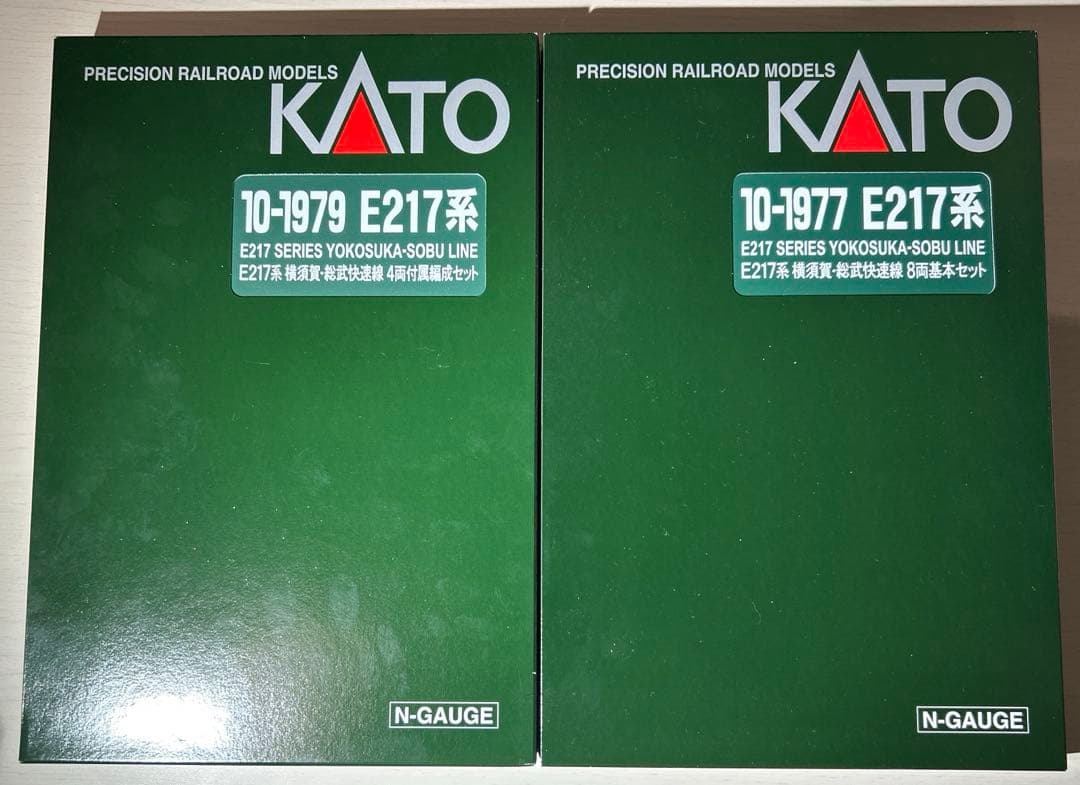 PRECISION RAILROAD MODELS
KATO
10-1979 E217系
E217 SERIES YOKOSUKA-SOBU LINE
E217系 横須賀・総武快速線 4両付属編成セット
N-GAUGE
PRECISION RAILROAD MODELS
KATO
10-1977 E217系
E217 SERIES YOKOSUKA-SOBU LINE
E217系 横須賀・総武快速線 8両基本セット
N-GAUGE